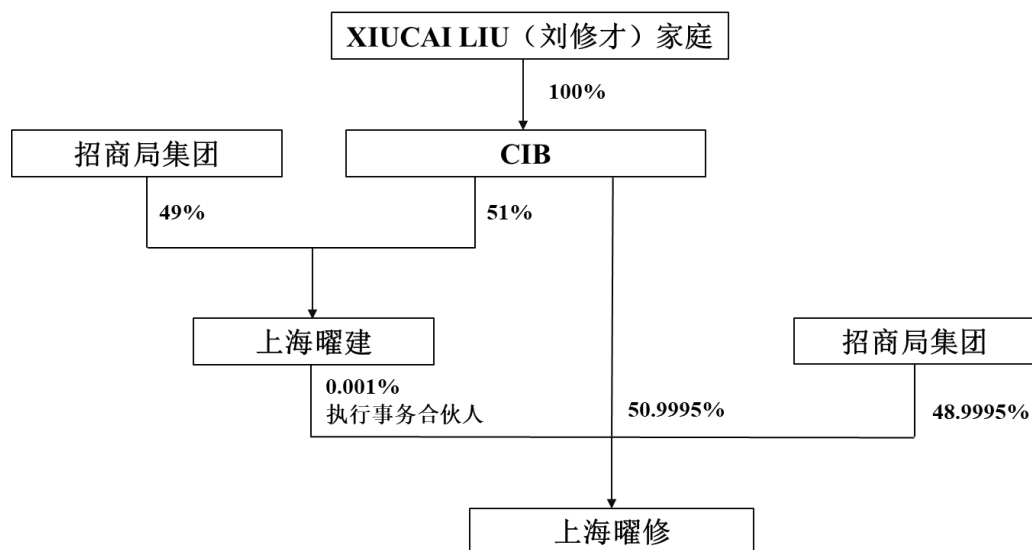 XIUCAI LIU（刘修才）家庭
100%
招商局集团
CIB
49%
51%
上海曜建
招商局集团
0.001%
执行事务合伙人
50.9995%
48.9995%
上海曜修